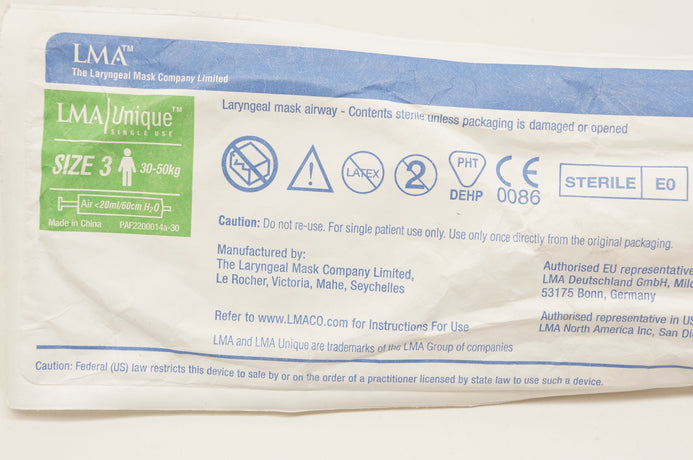 LMA™
The Laryngeal Mask Company Limited
LMA Unique™
SINGLE USE
SIZE 3 30-50kg
Air <20ml/60cm H₂O
Made in China PAF2200014a-30
Laryngeal mask airway - Contents sterile unless packaging is damaged or opened
LATEX
2
PHT
DEHP
CE
0086
STERILE EO
Caution: Do not re-use. For single patient use only. Use only once directly from the original packaging.
Manufactured by:
The Laryngeal Mask Company Limited,
Le Rocher, Victoria, Mahe, Seychelles
Authorised EU representative
LMA Deutschland GmbH,
53175 Bonn, Germany
Refer to www.LMACO.com for Instructions For Use
Authorised representative in US
LMA North America Inc, San
LMA and LMA Unique are trademarks of the LMA Group of companies
Caution: Federal (US) law restricts this device to sale by or on the order of a practitioner licensed by state law to use such a device.